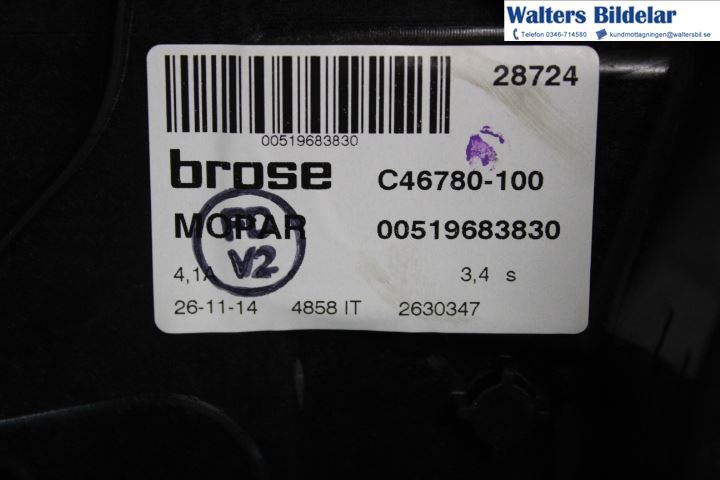 Walters Bildelar
Telefon 0346-714580 kundmottagningen@waltersbil.se
28724
00519683830
brose C46780-100
MOPAR 00519683830
V2
4,1A 3,4 s
26-11-14 4858 IT 2630347